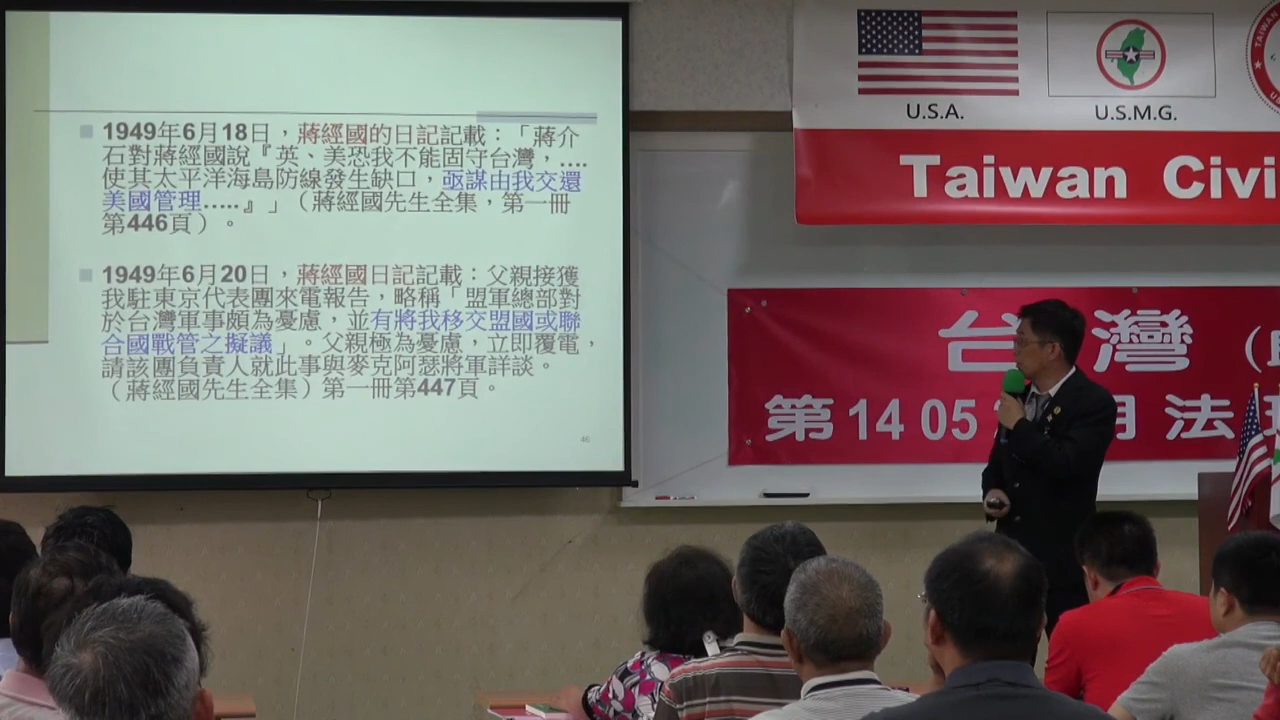 1949年6月18日，蔣經國的日記記載：「蔣介
石對蔣經國說『英、美恐我不能固守台灣，....
使其太平洋海島防線發生缺口，亟謀由我交還
美國管理.....』」（蔣經國先生全集，第一冊
第446頁）。
1949年6月20日，蔣經國日記記載：父親接獲
我駐東京代表團來電報告，略稱「盟軍總部對
於台灣軍事頗為憂慮，並有將我移交盟國或聯
合國戰管之擬議」。父親極為憂慮，立即覆電，
請該團負責人就此事與麥克阿瑟將軍詳談。
（蔣經國先生全集）第一冊第447頁。
46
U.S.A.
U.S.M.G.
TAIWAN
Taiwan Civi
台灣（
第 14 05 月 法